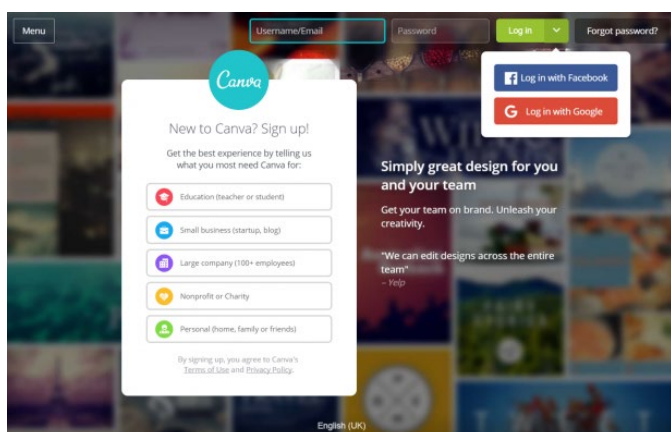 Menu
Username/Email
Password
Log in
Forgot password?
Log in with Facebook
Log in with Google
Canva
New to Canva? Sign up!
Get the best experience by telling us
what you most need Canva for:
Education (teacher or student)
Small business (startup, blog)
Large company (100+ employees)
Nonprofit or Charity
Personal (home, family or friends)
By signing up, you agree to Canva's
Terms of Use and Privacy Policy.
Simply great design for you
and your team
Get your team on brand. Unleash your
creativity.
"We can edit designs across the entire
team"
– Yelp
English (UK)